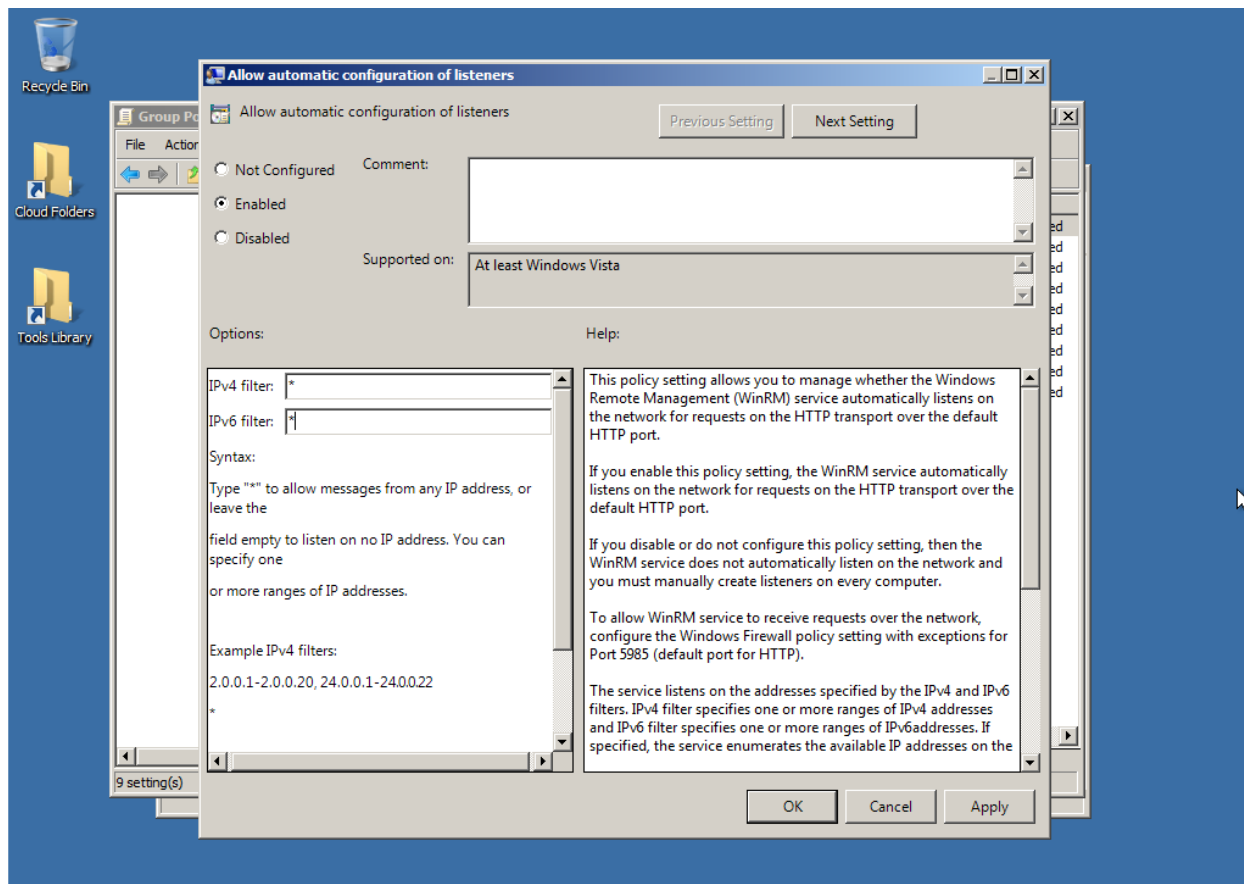 Recycle Bin
Cloud Folders
Tools Library
Group Po
File Action
9 setting(s)
Allow automatic configuration of listeners
Allow automatic configuration of listeners
Previous Setting
Next Setting
Not Configured
Enabled
Disabled
Comment:
Supported on:
At least Windows Vista
Options:
Help:
IPv4 filter: *
IPv6 filter: *
Syntax:
Type "*" to allow messages from any IP address, or
leave the
field empty to listen on no IP address. You can
specify one
or more ranges of IP addresses.
Example IPv4 filters:
2.0.0.1-2.0.0.20, 24.0.0.1-24.0.0.22
*
This policy setting allows you to manage whether the Windows
Remote Management (WinRM) service automatically listens on
the network for requests on the HTTP transport over the default
HTTP port.
If you enable this policy setting, the WinRM service automatically
listens on the network for requests on the HTTP transport over the
default HTTP port.
If you disable or do not configure this policy setting, then the
WinRM service does not automatically listen on the network and
you must manually create listeners on every computer.
To allow WinRM service to receive requests over the network,
configure the Windows Firewall policy setting with exceptions for
Port 5985 (default port for HTTP).
The service listens on the addresses specified by the IPv4 and IPv6
filters. IPv4 filter specifies one or more ranges of IPv4 addresses
and IPv6 filter specifies one or more ranges of IPv6addresses. If
specified, the service enumerates the available IP addresses on the
OK
Cancel
Apply
ed
ed
ed
ed
ed
ed
ed
ed
ed